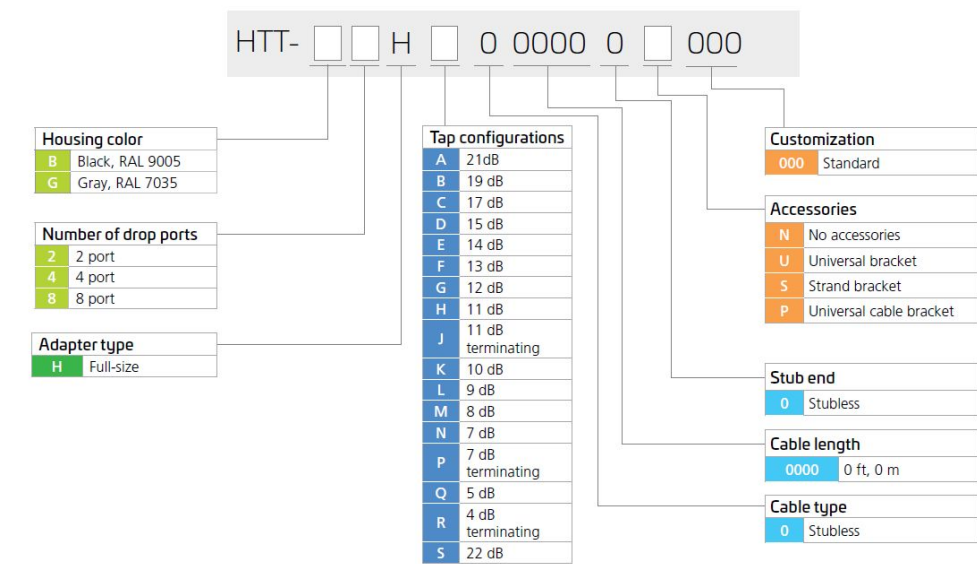 HTT- H 0 0000 0 000
Housing color
B Black, RAL 9005
G Gray, RAL 7035
Number of drop ports
2 2 port
4 4 port
8 8 port
Adapter type
H Full-size
Tap configurations
A 21dB
B 19 dB
C 17 dB
D 15 dB
E 14 dB
F 13 dB
G 12 dB
H 11 dB
J 11 dB
terminating
K 10 dB
L 9 dB
M 8 dB
N 7 dB
P 7 dB
terminating
Q 5 dB
R 4 dB
terminating
S 22 dB
Customization
000 Standard
Accessories
N No accessories
U Universal bracket
S Strand bracket
P Universal cable bracket
Stub end
0 Stubless
Cable length
0000 0 ft, 0 m
Cable type
0 Stubless